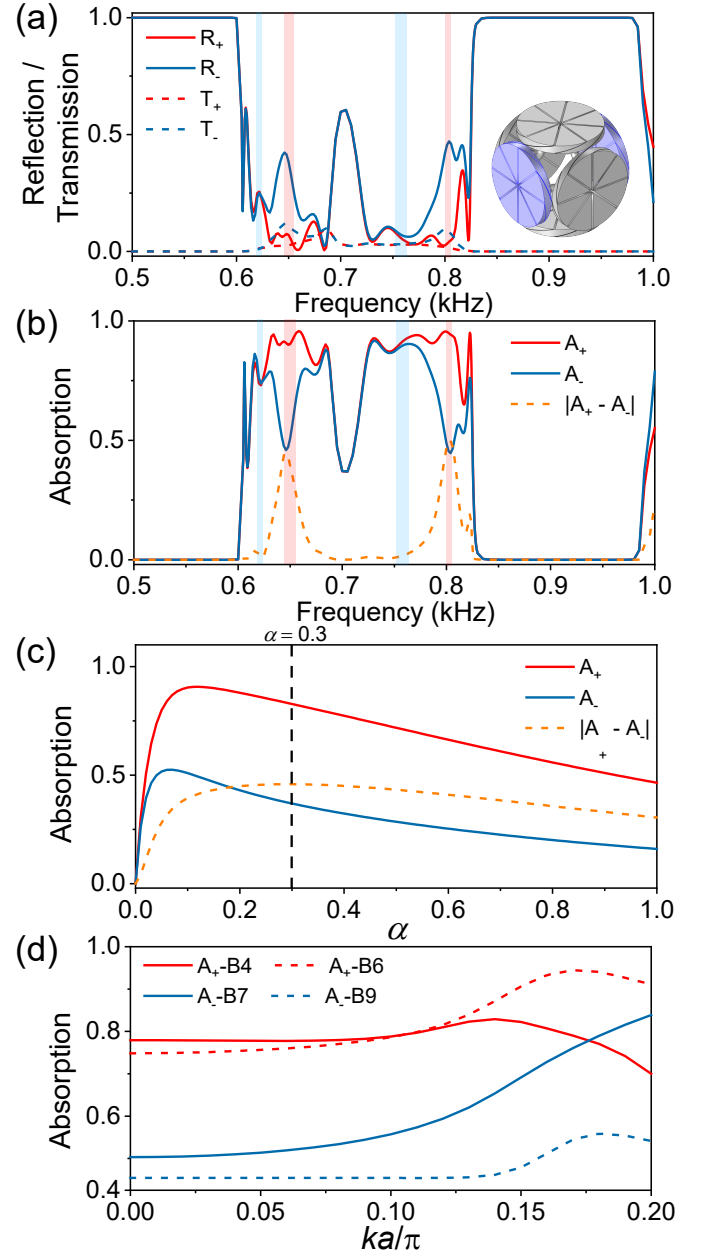 (a)
Reflection /
Transmission
1.0
0.5
0.0
R+
R-
T+
T-
0.5 0.6 0.7 0.8 0.9 1.0
Frequency (kHz)
(b)
Absorption
1.0
0.5
0.0
A+
A-
|A+ - A-|
0.5 0.6 0.7 0.8 0.9 1.0
Frequency (kHz)
(c)
α = 0.3
Absorption
1.0
0.5
0.0
A+
A-
|A+ - A-|
0.0 0.2 0.4 0.6 0.8 1.0
α
(d)
Absorption
1.0
0.8
0.6
0.4
A+-B4 A+-B6
A-B7 A-B9
0.00 0.05 0.10 0.15 0.20
ka/π